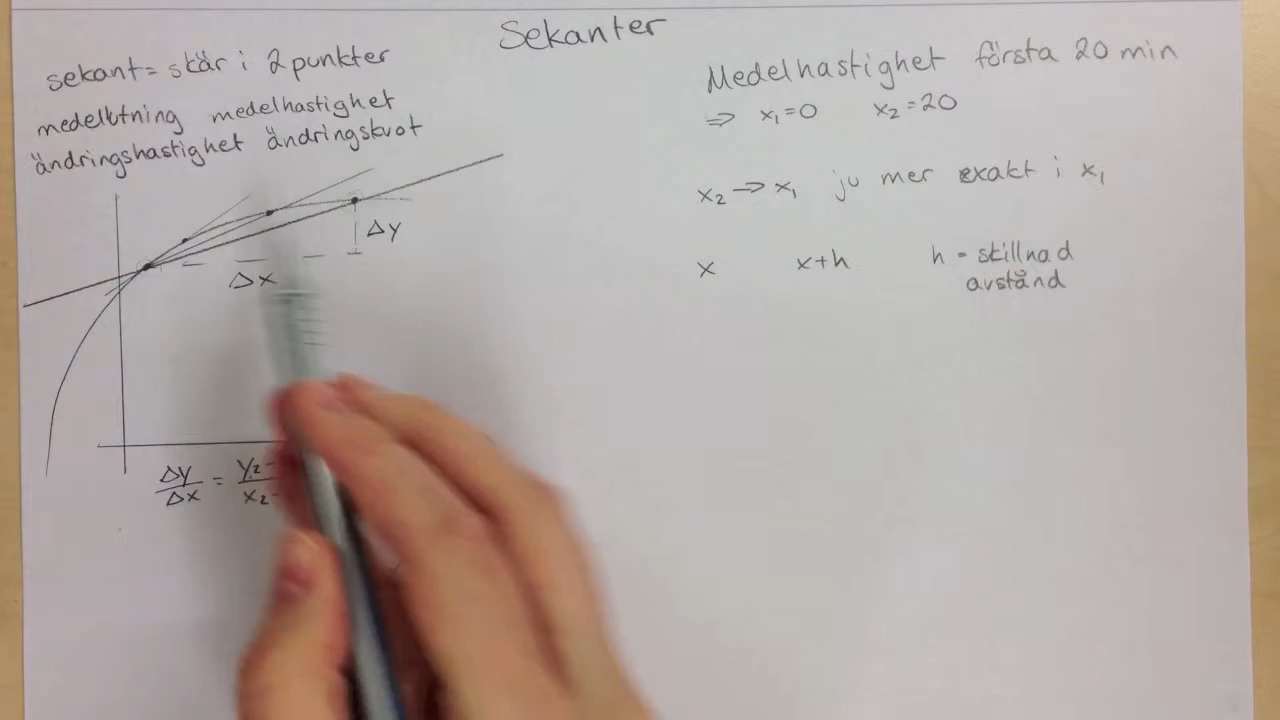 Sekanter
sekant = skär i 2 punkter
medellutning medelhastighet
ändringshastighet ändringskvot
Δy
Δx
Δy/Δx = y2-/x2-
Medelhastighet första 20 min
=> x1=0 x2=20
x2 -> x1 ju mer exakt i x1
x x+h h = skillnad
avstånd